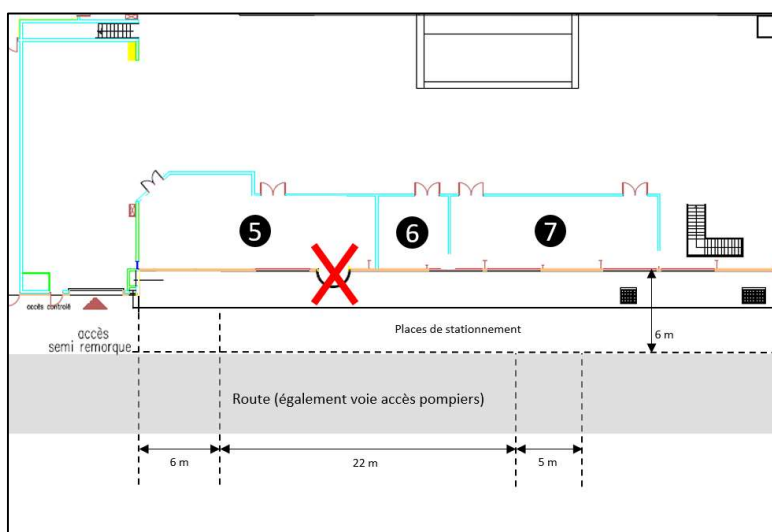 5
6
7
accès controlé
accès
semi remorque
Places de stationnement
6 m
Route (également voie accès pompiers)
6 m
22 m
5 m